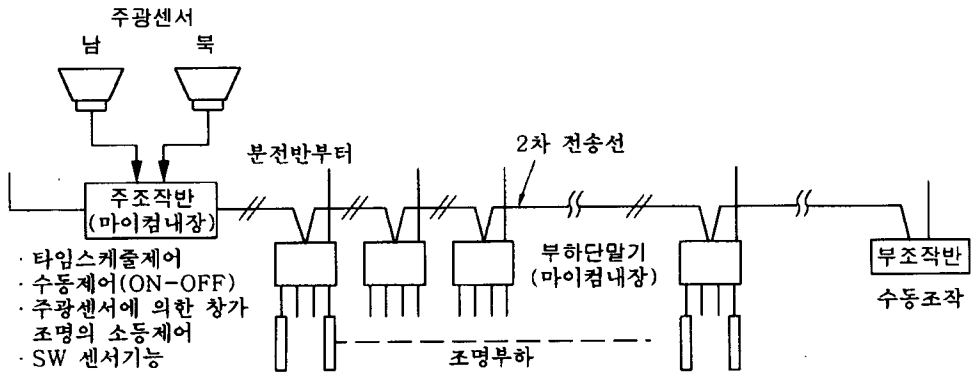 주광센서
남
북
분전반부터
2차 전송선
주조작반
(마이컴내장)
· 타임스케줄제어
· 수동제어(ON-OFF)
· 주광센서에 의한 창가
조명의 소등제어
· SW 센서기능
부하단말기
(마이컴내장)
조명부하
부조작반
수동조작